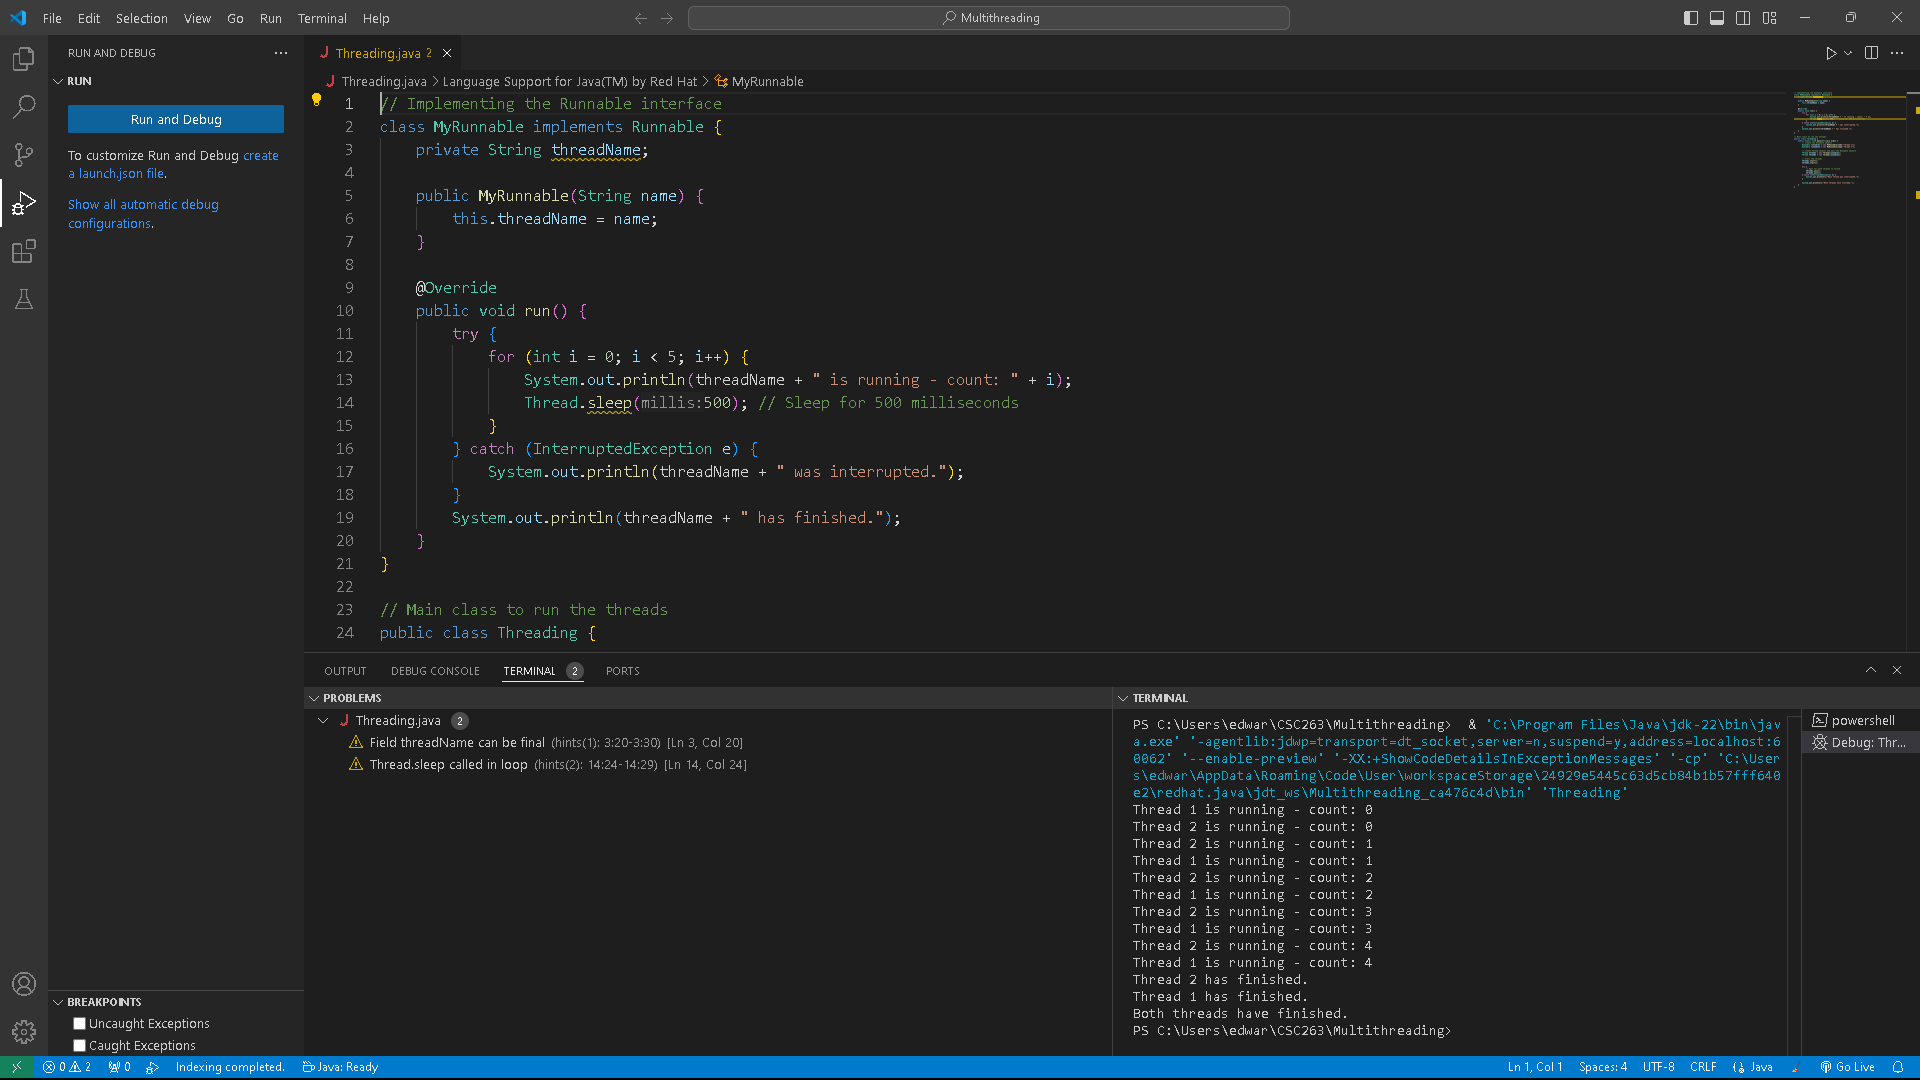 File Edit Selection View Go Run Terminal Help
Multithreading
RUN AND DEBUG
RUN
Run and Debug
To customize Run and Debug create
a launch.json file.
Show all automatic debug
configurations.
BREAKPOINTS
Uncaught Exceptions
Caught Exceptions
Threading.java 2
Threading.java > Language Support for Java(TM) by Red Hat > MyRunnable
1 // Implementing the Runnable interface
2 class MyRunnable implements Runnable {
3 private String threadName;
4
5 public MyRunnable(String name) {
6 this.threadName = name;
7 }
8
9 @Override
10 public void run() {
11 try {
12 for (int i = 0; i < 5; i++) {
13 System.out.println(threadName + " is running - count: " + i);
14 Thread.sleep(millis:500); // Sleep for 500 milliseconds
15 }
16 } catch (InterruptedException e) {
17 System.out.println(threadName + " was interrupted.");
18 }
19 System.out.println(threadName + " has finished.");
20 }
21 }
22
23 // Main class to run the threads
24 public class Threading {
OUTPUT DEBUG CONSOLE TERMINAL 2 PORTS
PROBLEMS
Threading.java 2
Field threadName can be final (hints(1): 3:20-3:30) [Ln 3, Col 20]
Thread.sleep called in loop (hints(2): 14:24-14:29) [Ln 14, Col 24]
TERMINAL
PS C:\Users\edwar\CSC263\Multithreading> & 'C:\Program Files\Java\jdk-22\bin\jav
a.exe' '-agentlib:jdwp=transport=dt_socket,server=n,suspend=y,address=localhost:6
0062' '--enable-preview' '-XX:+ShowCodeDetailsInExceptionMessages' '-cp' 'C:\User
s\edwar\AppData\Roaming\Code\User\workspaceStorage\24929e5445c63d5cb84b1b57fff640
e2\redhat.java\jdt_ws\Multithreading_ca476c4d\bin' 'Threading'
Thread 1 is running - count: 0
Thread 2 is running - count: 0
Thread 2 is running - count: 1
Thread 1 is running - count: 1
Thread 2 is running - count: 2
Thread 1 is running - count: 2
Thread 2 is running - count: 3
Thread 1 is running - count: 3
Thread 2 is running - count: 4
Thread 1 is running - count: 4
Thread 2 has finished.
Thread 1 has finished.
Both threads have finished.
PS C:\Users\edwar\CSC263\Multithreading>
powershell
Debug: Thr...
0 2 0 Indexing completed. Java: Ready
Ln 1, Col 1 Spaces: 4 UTF-8 CRLF Java Go Live